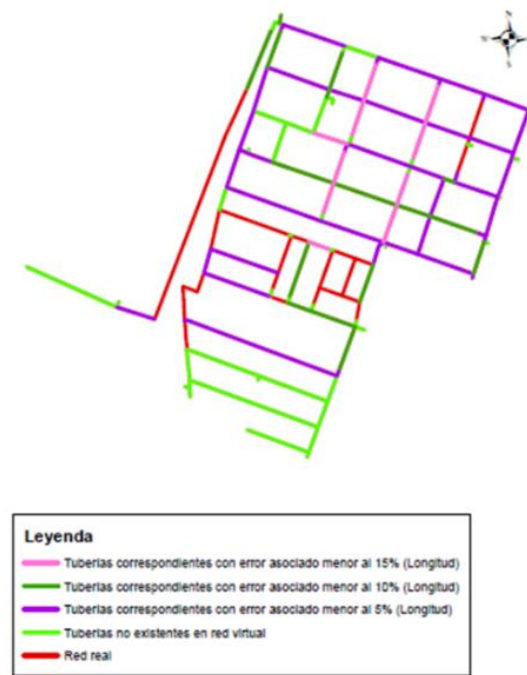 N
Leyenda
Tuberías correspondientes con error asociado menor al 15% (Longitud)
Tuberías correspondientes con error asociado menor al 10% (Longitud)
Tuberías correspondientes con error asociado menor al 5% (Longitud)
Tuberías no existentes en red virtual
Red real